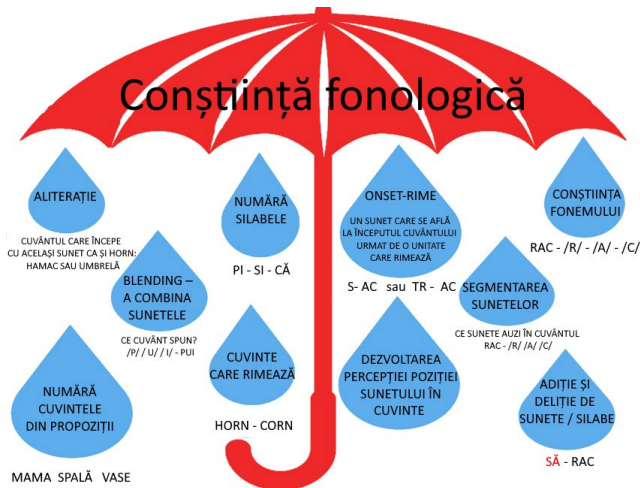 Conștiință fonologică
ALITERAȚIE
CUVÂNTUL CARE ÎNCEPE
CU ACELAȘI SUNET CA ȘI HORN:
HAMAC SAU UMBRELĂ
NUMĂRĂ
SILABELE
PI - SI - CĂ
ONSET-RIME
UN SUNET CARE SE AFLĂ
LA ÎNCEPUTUL CUVÂNTULUI
URMAT DE O UNITATE
CARE RIMEAZĂ
S- AC sau TR - AC
CONȘTIINȚA
FONEMULUI
RAC - /R/ - /A/ - /C/
BLENDING –
A COMBINA
SUNETELE
CE CUVÂNT SPUN?
/P/ / U/ / I/ - PUI
SEGMENTAREA
SUNETELOR
CE SUNETE AUZI ÎN CUVÂNTUL
RAC - /R/ /A/ /C/
NUMĂRĂ
CUVINTELE
DIN PROPOZIȚII
MAMA SPALĂ VASE
CUVINTE
CARE RIMEAZĂ
HORN - CORN
DEZVOLTAREA
PERCEPȚIEI POZIȚIEI
SUNETULUI ÎN
CUVINTE
ADIȚIE ȘI
DELIȚIE DE
SUNETE / SILABE
SĂ - RAC